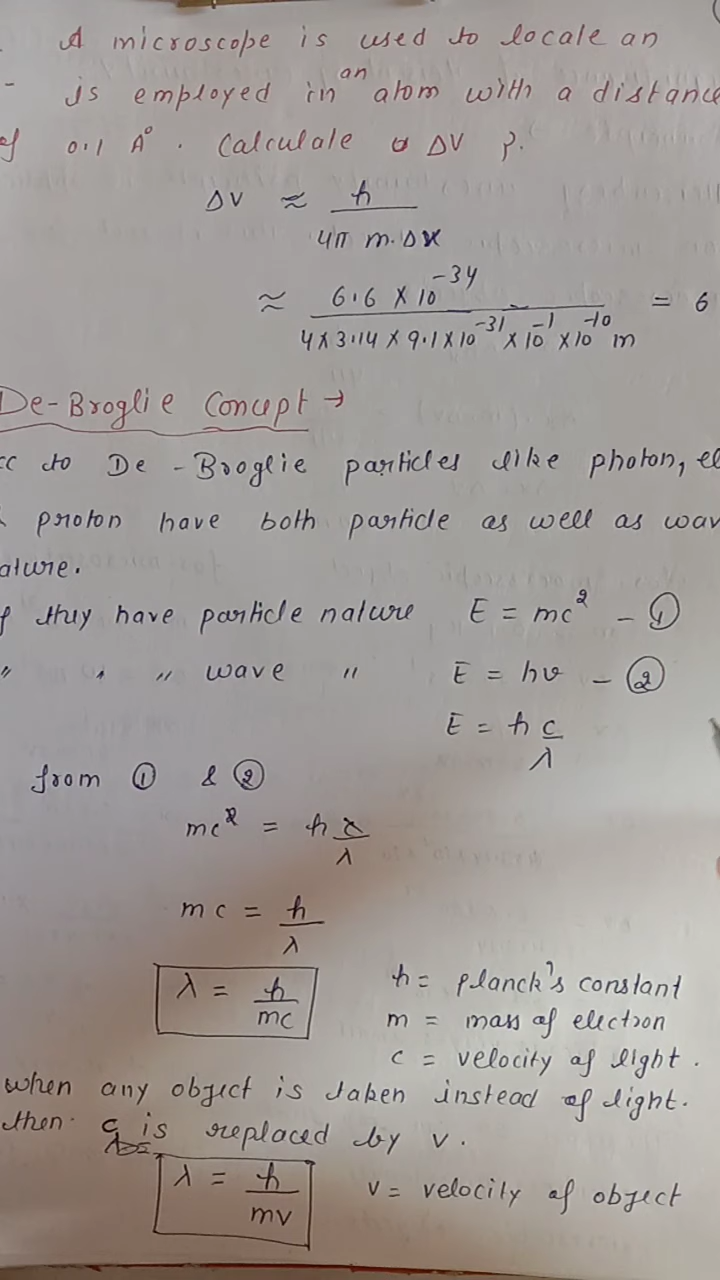 A microscope is used to locale an
is employed in an atom with a distance
of 0.1 A°. Calculate ΔV ?.
ΔV ≈ h / 4π m.Δx
≈ 6.6 × 10^-34 / 4×3.14×9.1×10^-31×10^-1×10^-10 m = 6
De-Broglie Concept →
cc to De-Broglie particles like photon, el
proton have both particle as well as wav
ature.
f they have particle nature E = mc² - ①
" " " wave " E = hν - ②
E = h c/λ
from ① & ②
mc² = h c/λ
mc = h/λ
λ = h/mc
h = planck's constant
m = mass of electron
c = velocity of light.
when any object is taken instead of light.
then c is replaced by v.
λ = h/mv
v = velocity of object